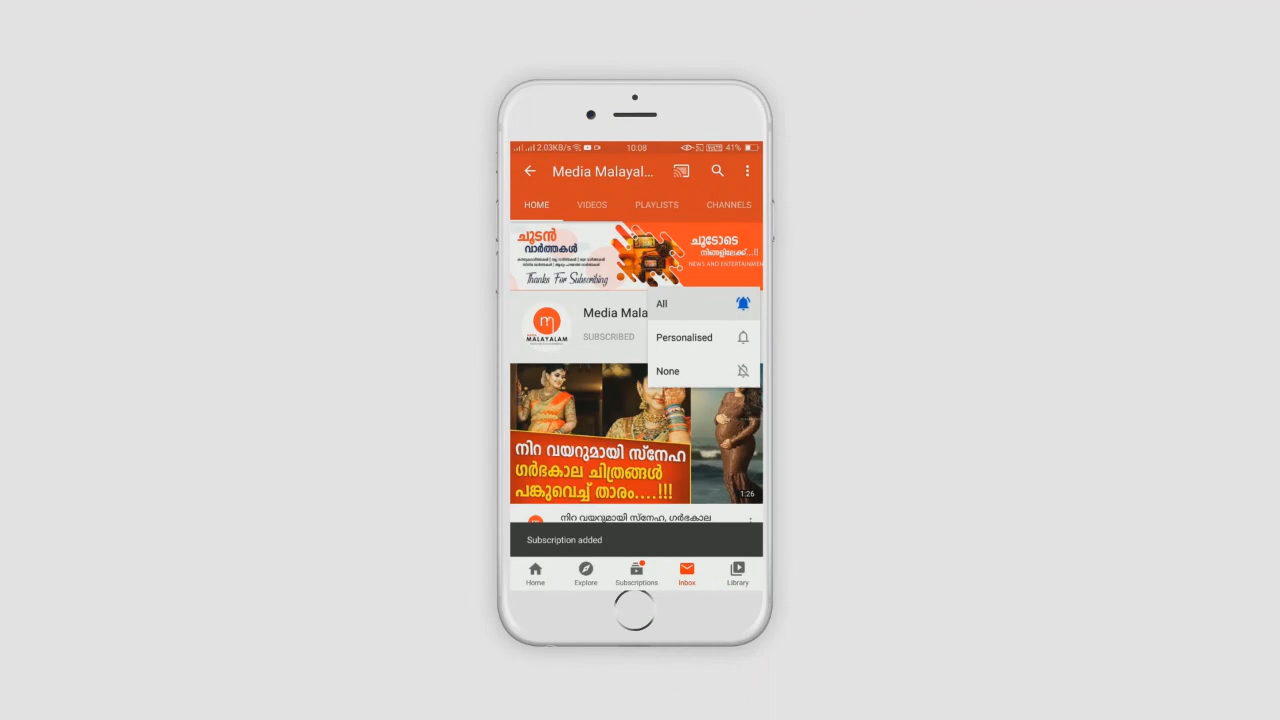 2.03KB/s
10:08
41%
Media Malayal...
HOME
VIDEOS
PLAYLISTS
CHANNELS
ചൂടൻ
വാർത്തകൾ
Thanks For Subscribing
ചൂടോടെ
നിങ്ങളിലേക്ക്...!!
NEWS AND ENTERTAINMEN
Media Mala
SUBSCRIBED
MALAYALAM
All
Personalised
None
നിറ വയറുമായി സ്നേഹ
ഗർഭകാല ചിത്രങ്ങൾ
പങ്കുവെച്ച് താരം....!!!
1:26
നിറ വയറുമായി സ്നേഹ, ഗർഭകാല
Subscription added
Home
Explore
Subscriptions
Inbox
Library